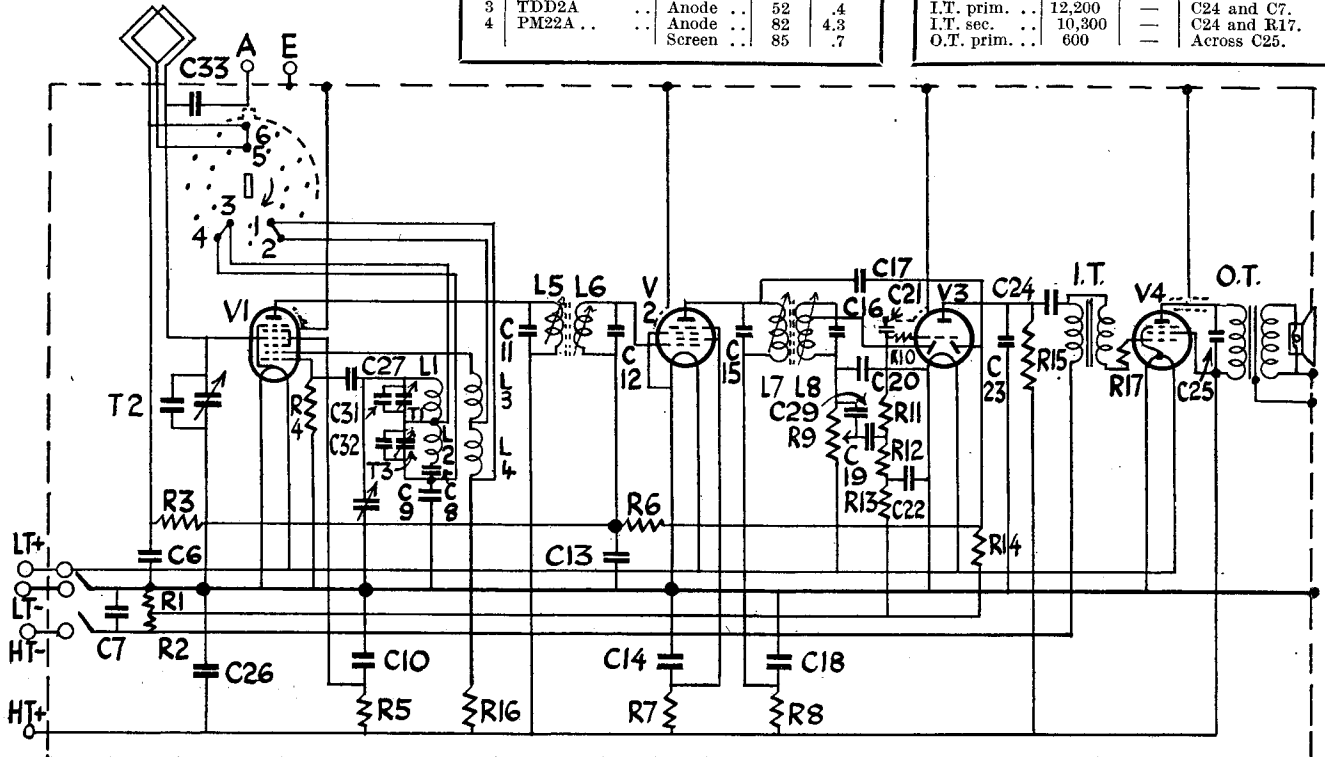 3 TDD2A .. Anode .. 52 .4
4 PM22A .. .. Anode .. 82 4.3
Screen .. 85 .7
I.T. prim. .. 12,200 — C24 and C7.
I.T. sec. .. 10,300 — C24 and R17.
O.T. prim. .. 600 — Across C25.
A E
C33
6
5
3 1
4 2
V1
C27 L1
C31
C32
T1
T3
L2
L3
L4
R4
T2
C9
C8
L5 L6
C11
C12
V2
C15
C17
C16
C21
R10
V3
L7 L8
C20
C29
R9
R11
C19
R12
R13
C22
C23
C24
R15
I.T.
R17
V4
C25
O.T.
R3
C6
C13
R6
R14
LT+
LT-
HT-
C7
R1
R2
C26
C10
C14
C18
HT+
R5
R16
R7
R8